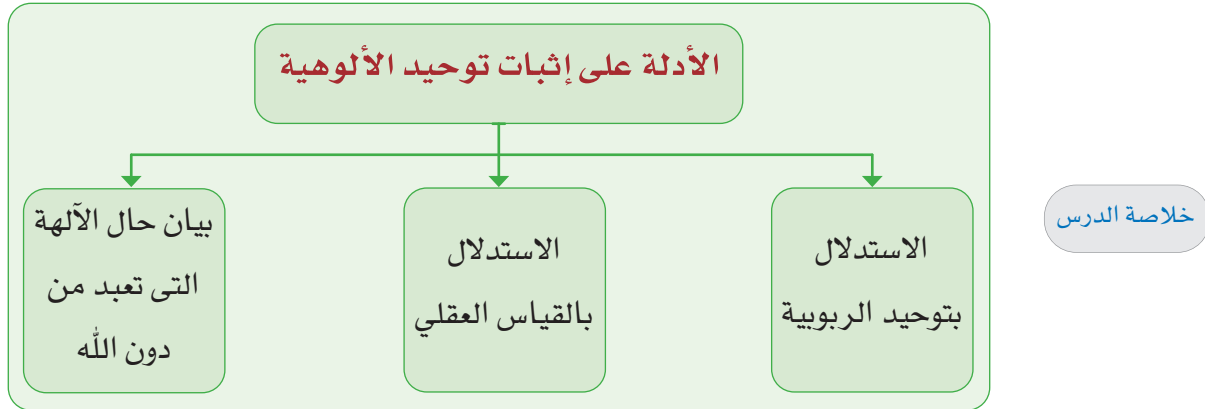 الأدلة على إثبات توحيد الألوهية
خلاصة الدرس
الاستدلال
بتوحيد الربوبية
الاستدلال
بالقياس العقلي
بيان حال الآلهة
التى تعبد من
دون الله